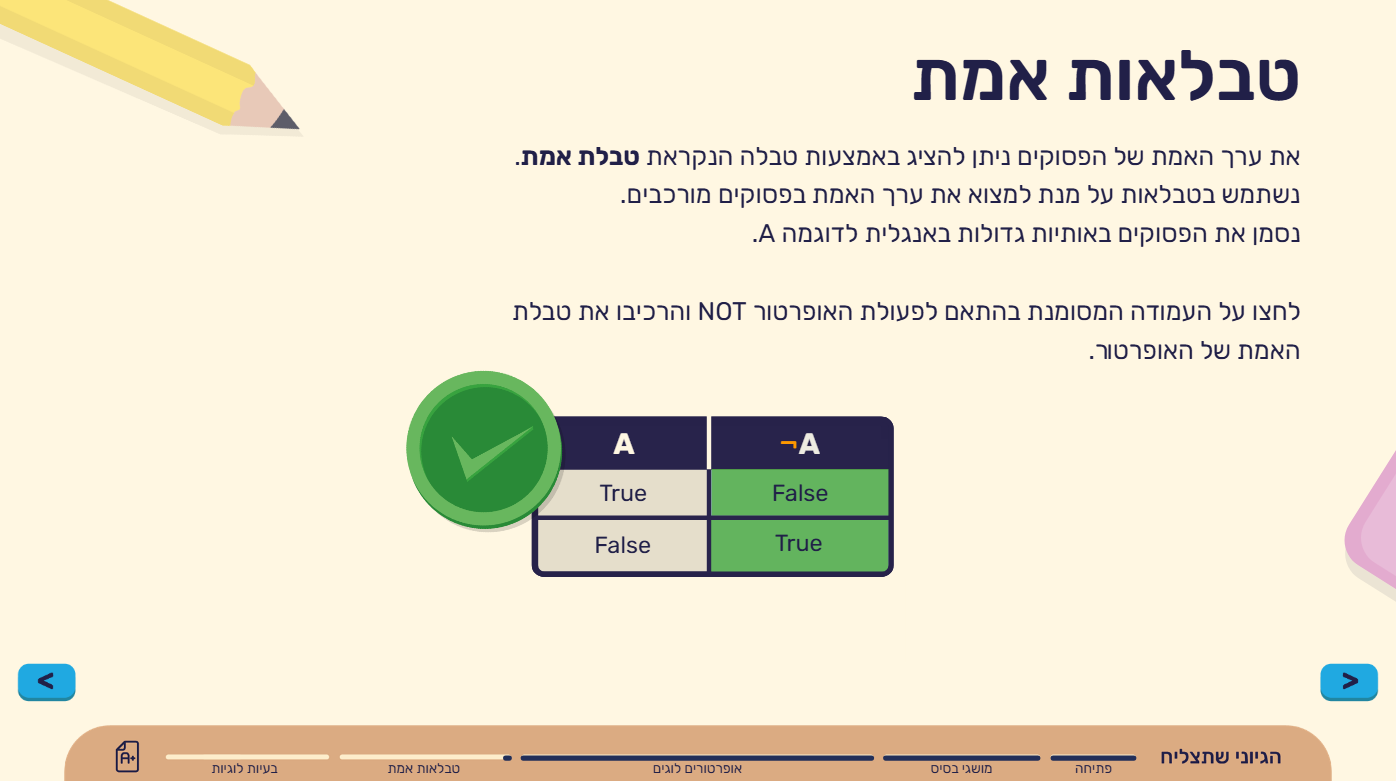 טבלאות אמת
את ערך האמת של הפסוקים ניתן להציג באמצעות טבלה הנקראת טבלת אמת.
נשתמש בטבלאות על מנת למצוא את ערך האמת בפסוקים מורכבים.
נסמן את הפסוקים באותיות גדולות באנגלית לדוגמה A.
לחצו על העמודה המסומנת בהתאם לפעולת האופרטור NOT והרכיבו את טבלת
האמת של האופרטור.
A ¬A
True False
False True
< >
הגיוני שתצליח
פתיחה
מושגי בסיס
אופרטורים לוגים
טבלאות אמת
בעיות לוגיות
A+